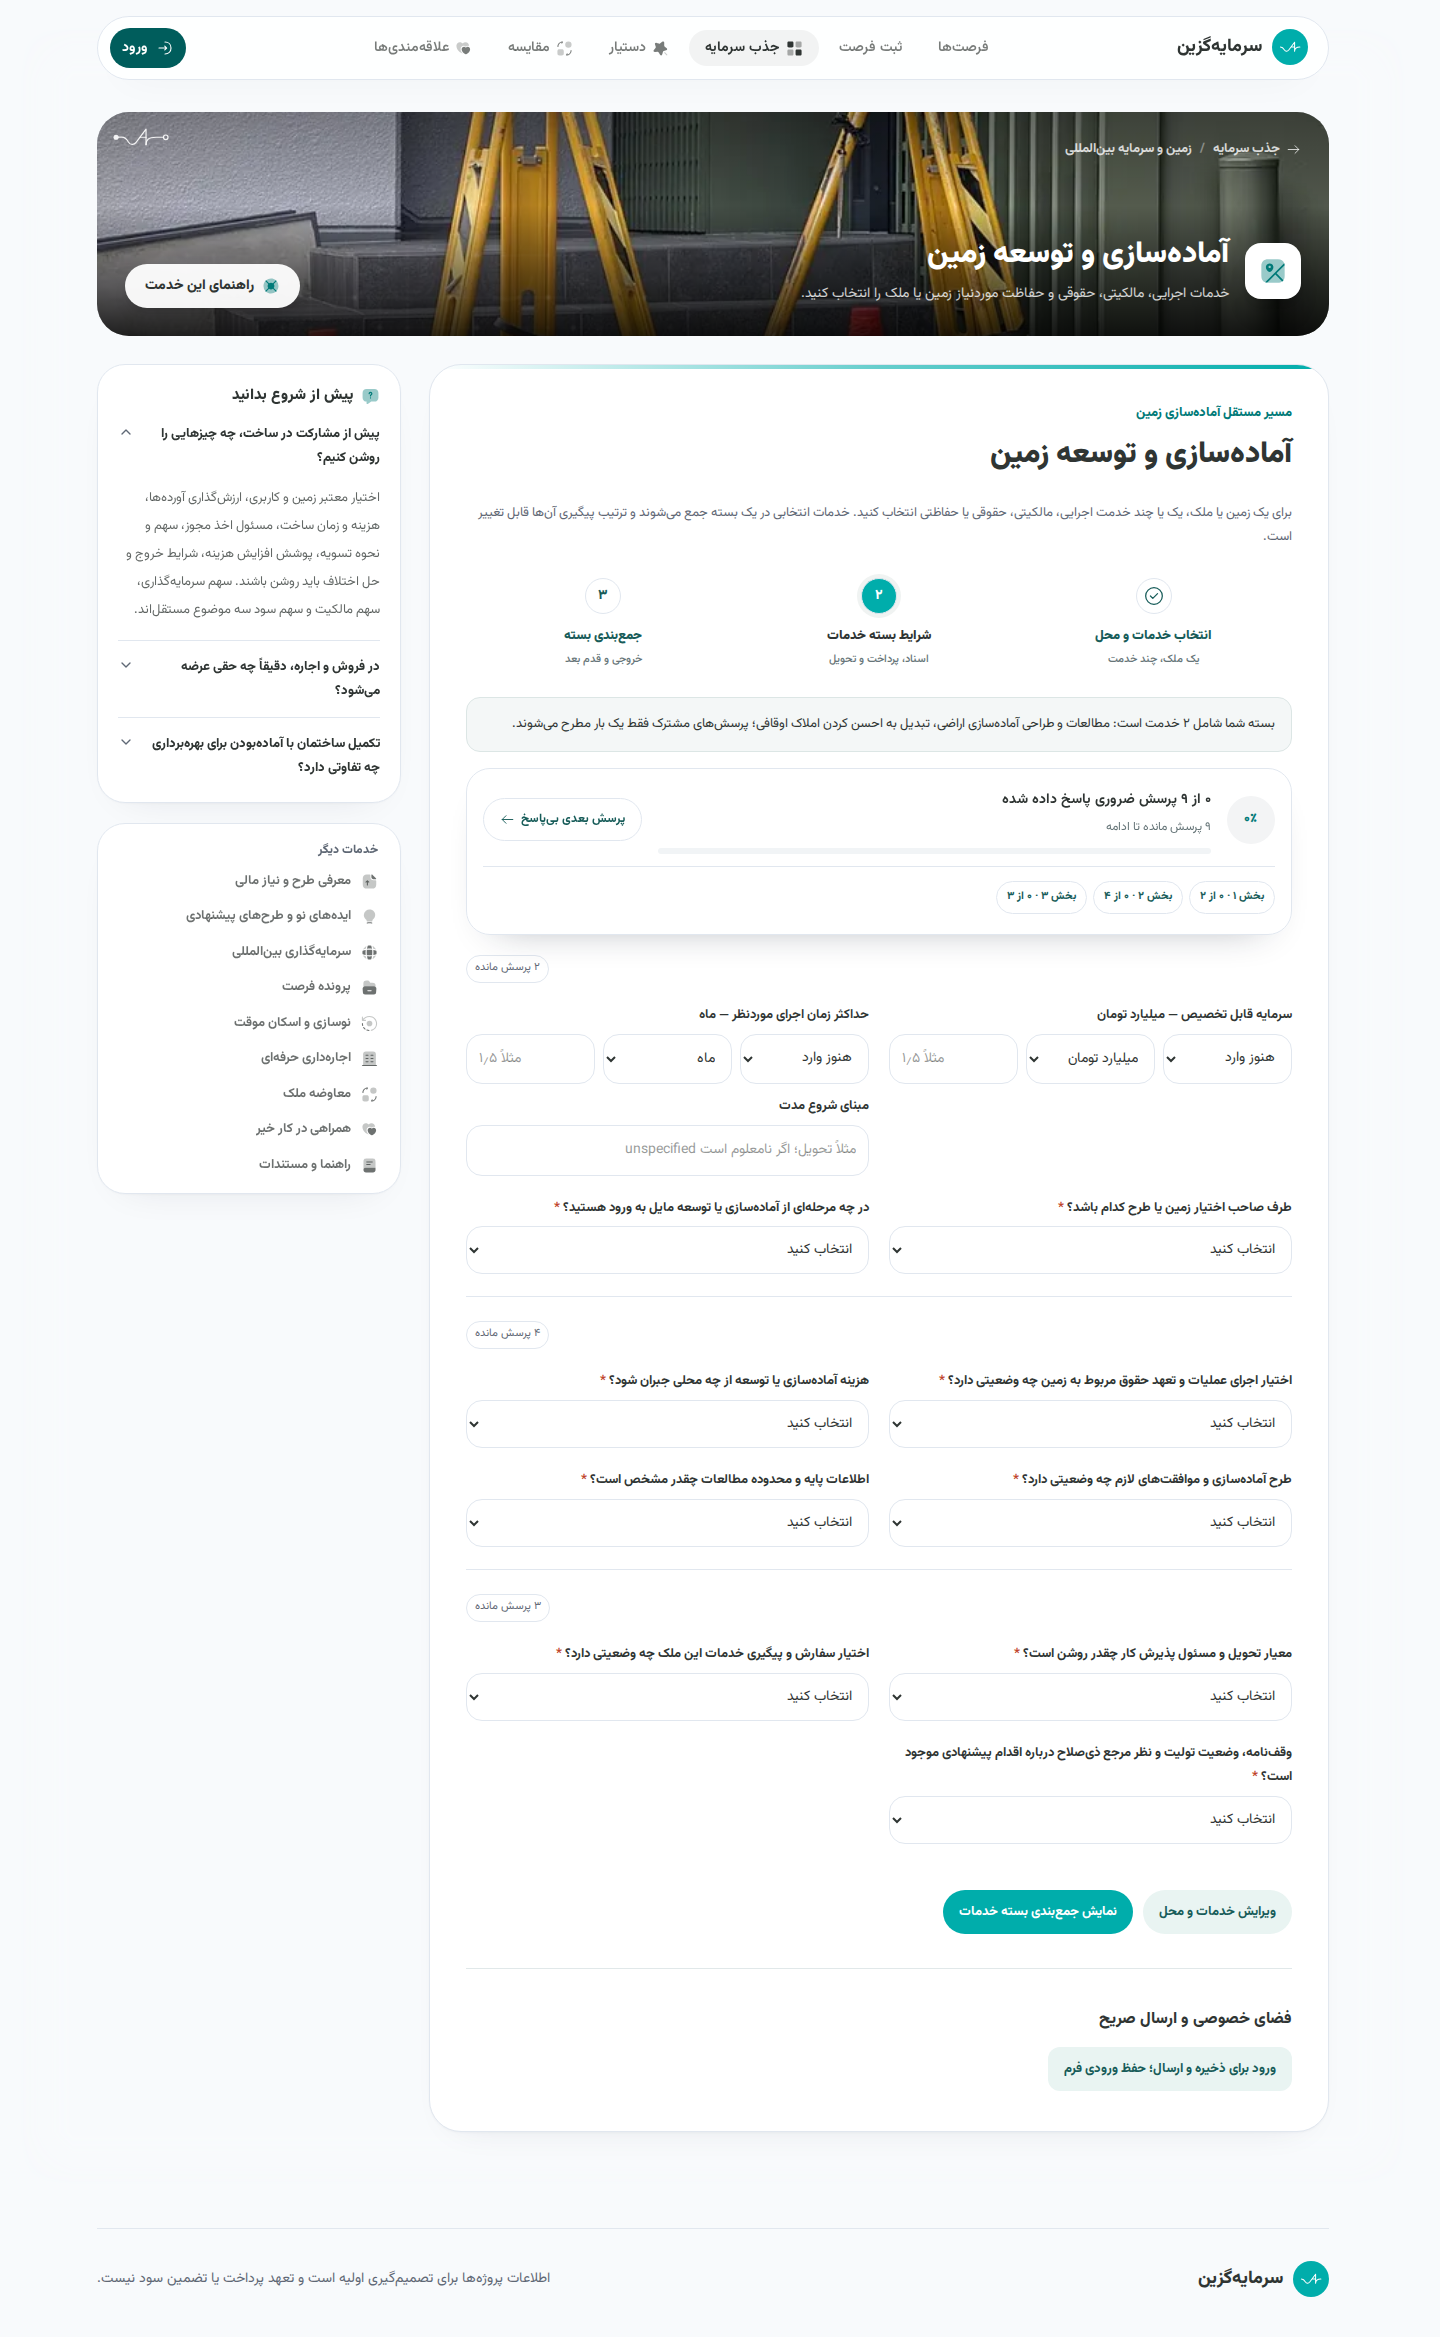 سرمایه‌گزین
فرصت‌ها
ثبت فرصت
جذب سرمایه
دستیار
مقایسه
علاقه‌مندی‌ها
ورود
جذب سرمایه / زمین و سرمایه بین‌المللی
آماده‌سازی و توسعه زمین
خدمات اجرایی، مالکیتی، حقوقی و حفاظت موردنیاز زمین یا ملک را انتخاب کنید.
راهنمای این خدمت
مسیر مستقل آماده‌سازی زمین
آماده‌سازی و توسعه زمین
برای یک زمین یا ملک، یک یا چند خدمت اجرایی، مالکیتی، حقوقی یا حفاظتی انتخاب کنید. خدمات انتخابی در یک بسته جمع می‌شوند و ترتیب پیگیری آن‌ها قابل تغییر
است.
انتخاب خدمات و محل
یک ملک، چند خدمت
۲
شرایط بسته خدمات
اسناد، پرداخت و تحویل
۳
جمع‌بندی بسته
خروجی و قدم بعد
بسته شما شامل ۲ خدمت است: مطالعات و طراحی آماده‌سازی اراضی، تبدیل به احسن کردن املاک اوقافی؛ پرسش‌های مشترک فقط یک بار مطرح می‌شوند.
۰٪
۰ از ۹ پرسش ضروری پاسخ داده شده
۹ پرسش مانده تا ادامه
پرسش بعدی بی‌پاسخ
بخش ۱ · ۰ از ۲
بخش ۲ · ۰ از ۴
بخش ۳ · ۰ از ۳
۲ پرسش مانده
سرمایه قابل تخصیص — میلیارد تومان
هنوز وارد
میلیارد تومان
مثلاً ۱٫۵
حداکثر زمان اجرای موردنظر — ماه
هنوز وارد
ماه
مثلاً ۱٫۵
مبنای شروع مدت
مثلاً تحویل؛ اگر نامعلوم است unspecified
طرف صاحب اختیار زمین یا طرح کدام باشد؟ *
انتخاب کنید
در چه مرحله‌ای از آماده‌سازی یا توسعه مایل به ورود هستید؟ *
انتخاب کنید
۴ پرسش مانده
اختیار اجرای عملیات و تعهد حقوق مربوط به زمین چه وضعیتی دارد؟ *
انتخاب کنید
هزینه آماده‌سازی یا توسعه از چه محلی جبران شود؟ *
انتخاب کنید
طرح آماده‌سازی و موافقت‌های لازم چه وضعیتی دارد؟ *
انتخاب کنید
اطلاعات پایه و محدوده مطالعات چقدر مشخص است؟ *
انتخاب کنید
۳ پرسش مانده
معیار تحویل و مسئول پذیرش کار چقدر روشن است؟ *
انتخاب کنید
اختیار سفارش و پیگیری خدمات این ملک چه وضعیتی دارد؟ *
انتخاب کنید
وقف‌نامه، وضعیت تولیت و نظر مرجع ذی‌صلاح درباره اقدام پیشنهادی موجود
است؟ *
انتخاب کنید
ویرایش خدمات و محل
نمایش جمع‌بندی بسته خدمات
فضای خصوصی و ارسال صریح
ورود برای ذخیره و ارسال؛ حفظ ورودی فرم
پیش از شروع بدانید
پیش از مشارکت در ساخت، چه چیزهایی را
روشن کنیم؟
اختیار معتبر زمین و کاربری، ارزش‌گذاری آورده‌ها،
هزینه و زمان ساخت، مسئول اخذ مجوز، سهم و
نحوه تسویه، پوشش افزایش هزینه، شرایط خروج و
حل اختلاف باید روشن باشند. سهم سرمایه‌گذاری،
سهم مالکیت و سهم سود سه موضوع مستقل‌اند.
در فروش و اجاره، دقیقاً چه حقی عرضه
می‌شود؟
تکمیل ساختمان با آماده‌بودن برای بهره‌برداری
چه تفاوتی دارد؟
خدمات دیگر
معرفی طرح و نیاز مالی
ایده‌های نو و طرح‌های پیشنهادی
سرمایه‌گذاری بین‌المللی
پرونده فرصت
نوسازی و اسکان موقت
اجاره‌داری حرفه‌ای
معاوضه ملک
همراهی در کار خیر
راهنما و مستندات
سرمایه‌گزین
اطلاعات پروژه‌ها برای تصمیم‌گیری اولیه است و تعهد پرداخت یا تضمین سود نیست.